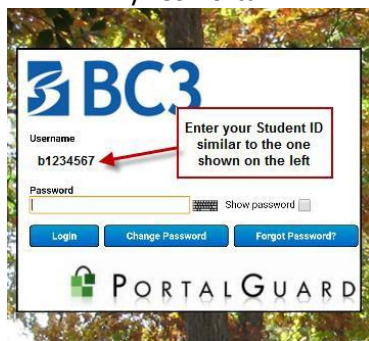 BC3
Username
Enter your Student ID
similar to the one
shown on the left
b1234567
Password
Show password
Login
Change Password
Forgot Password?
PORTALGUARD